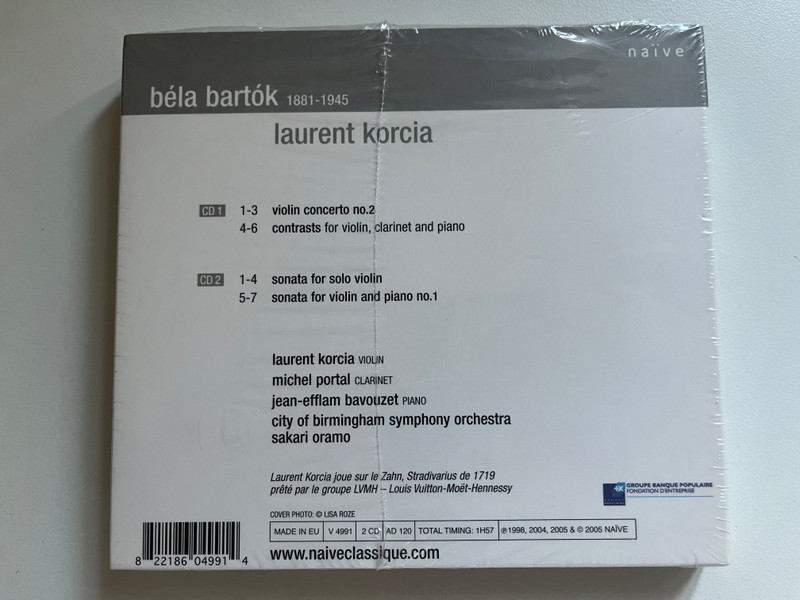 naïve
béla bartók 1881-1945
laurent korcia
CD 1 1-3 violin concerto no.2
4-6 contrasts for violin, clarinet and piano
CD 2 1-4 sonata for solo violin
5-7 sonata for violin and piano no.1
laurent korcia VIOLIN
michel portal CLARINET
jean-efflam bavouzet PIANO
city of birmingham symphony orchestra
sakari oramo
Laurent Korcia joue sur le Zahn, Stradivarius de 1719
prêté par le groupe LVMH – Louis Vuitton-Moët-Hennessy
GROUPE BANQUE POPULAIRE
FONDATION D'ENTREPRISE
COVER PHOTO: © LISA ROZE
MADE IN EU V 4991 2 CD AD 120 TOTAL TIMING: 1H57 ℗1998, 2004, 2005 & © 2005 NAÏVE
www.naiveclassique.com
8 22186 04991 4